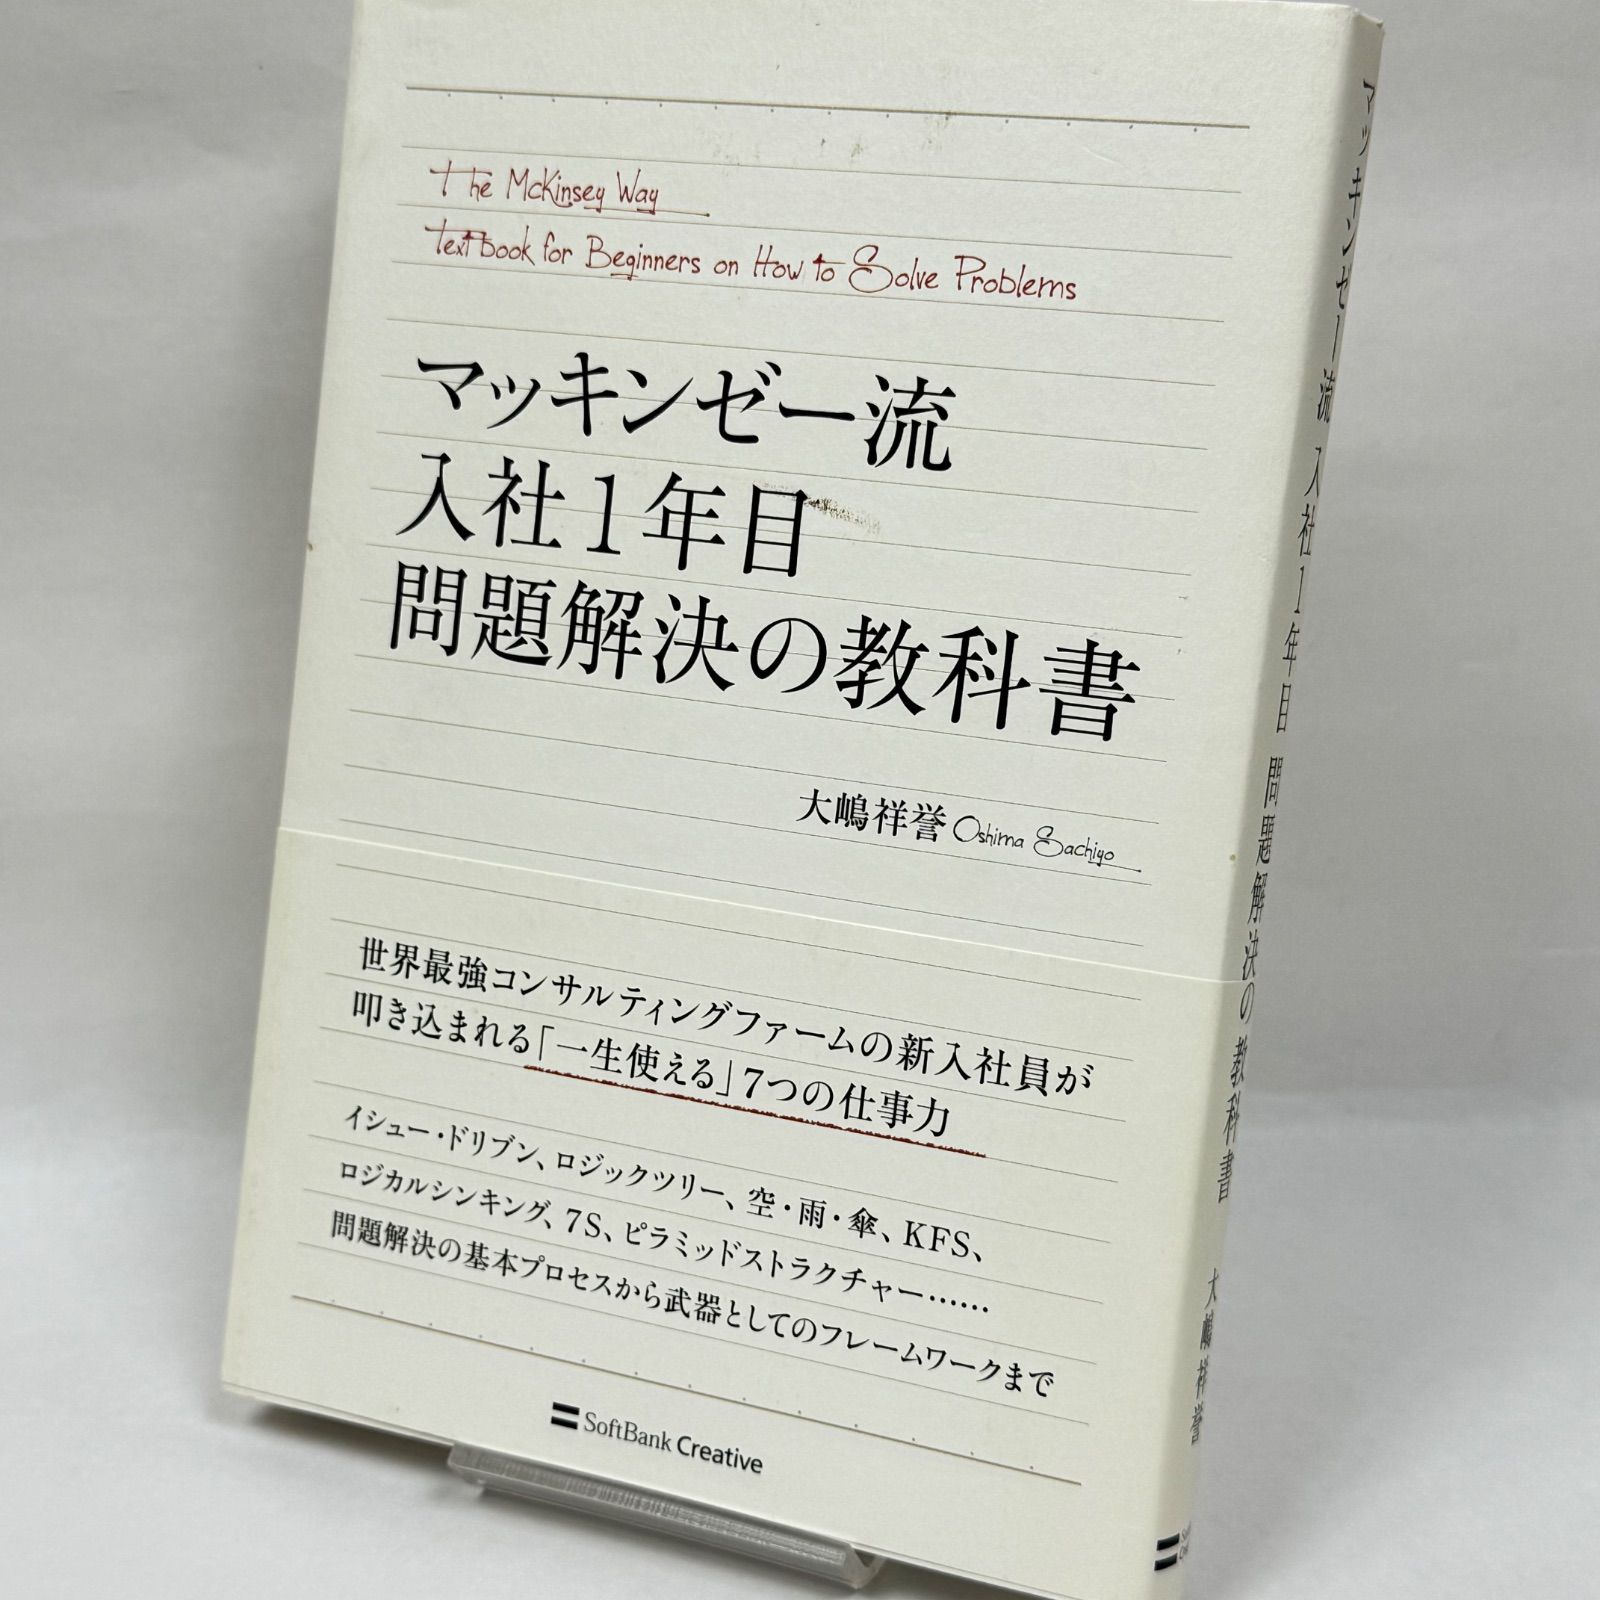 The McKinsey Way
Textbook for Beginners on How to Solve Problems
マッキンゼー流
入社1年目
問題解決の教科書
大嶋祥誉 Oshima Sachiyo
世界最強コンサルティングファームの新入社員が
叩き込まれる「一生使える」7つの仕事力
イシュー・ドリブン、ロジックツリー、空・雨・傘、KFS、
ロジカルシンキング、7S、ピラミッドストラクチャー……
問題解決の基本プロセスから武器としてのフレームワークまで
SoftBank Creative
マッキンゼー流 入社1年目 問題解決の教科書 大嶋祥誉